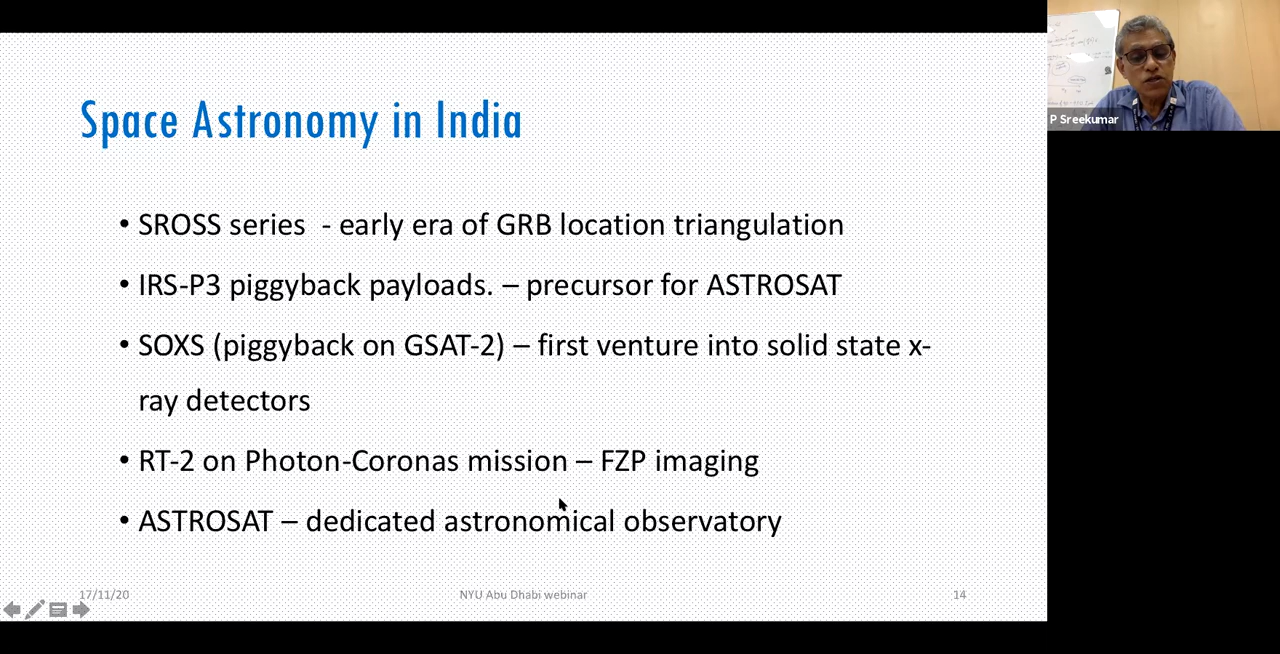 Space Astronomy in India
• SROSS series - early era of GRB location triangulation
• IRS-P3 piggyback payloads. – precursor for ASTROSAT
• SOXS (piggyback on GSAT-2) – first venture into solid state x-
ray detectors
• RT-2 on Photon-Coronas mission – FZP imaging
• ASTROSAT – dedicated astronomical observatory
17/11/20
NYU Abu Dhabi webinar
14
P Sreekumar